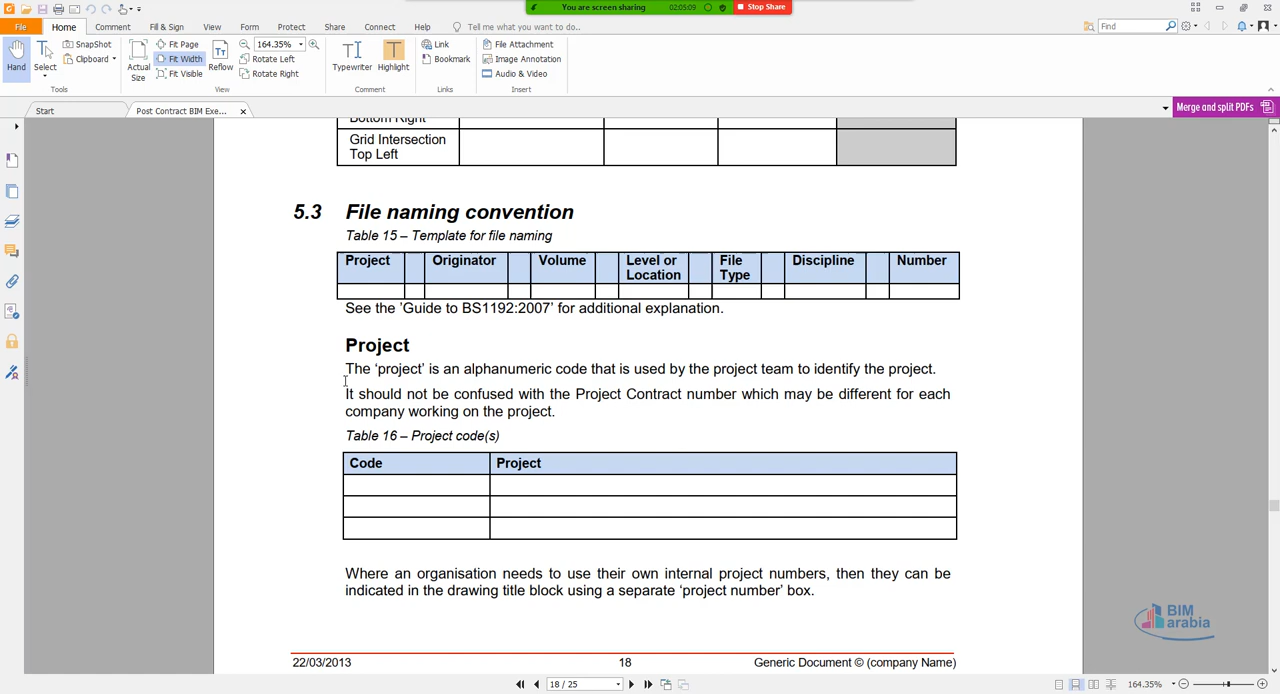 You are screen sharing
02:05:09
Stop Share
File Home Comment Fill & Sign View Form Protect Share Connect Help Tell me what you want to do.. Find
Hand
Select
SnapShot
Clipboard
Tools
Actual Size
Fit Page
Fit Width
Fit Visible
Reflow
164.35%
Rotate Left
Rotate Right
View
Typewriter
Highlight
Comment
Link
Bookmark
Links
File Attachment
Image Annotation
Audio & Video
Insert
Start
Post Contract BIM Exe...
Merge and split PDFs
Bottom Right
Grid Intersection
Top Left
5.3 File naming convention
Table 15 – Template for file naming
Project Originator Volume Level or Location File Type Discipline Number
See the 'Guide to BS1192:2007' for additional explanation.
Project
The 'project' is an alphanumeric code that is used by the project team to identify the project.
It should not be confused with the Project Contract number which may be different for each
company working on the project.
Table 16 – Project code(s)
Code Project
Where an organisation needs to use their own internal project numbers, then they can be
indicated in the drawing title block using a separate 'project number' box.
BIM
arabia
22/03/2013 18 Generic Document © (company Name)
18 / 25
164.35%